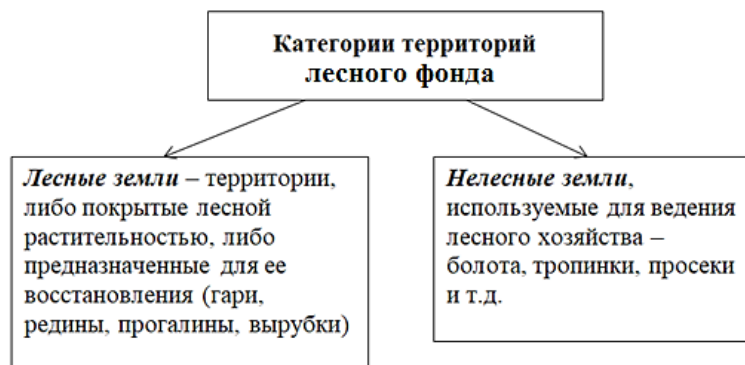 Категории территорий
лесного фонда
Лесные земли – территории,
либо покрытые лесной
растительностью, либо
предназначенные для ее
восстановления (гари,
редины, прогалины, вырубки)
Нелесные земли,
используемые для ведения
лесного хозяйства –
болота, тропинки, просеки
и т.д.